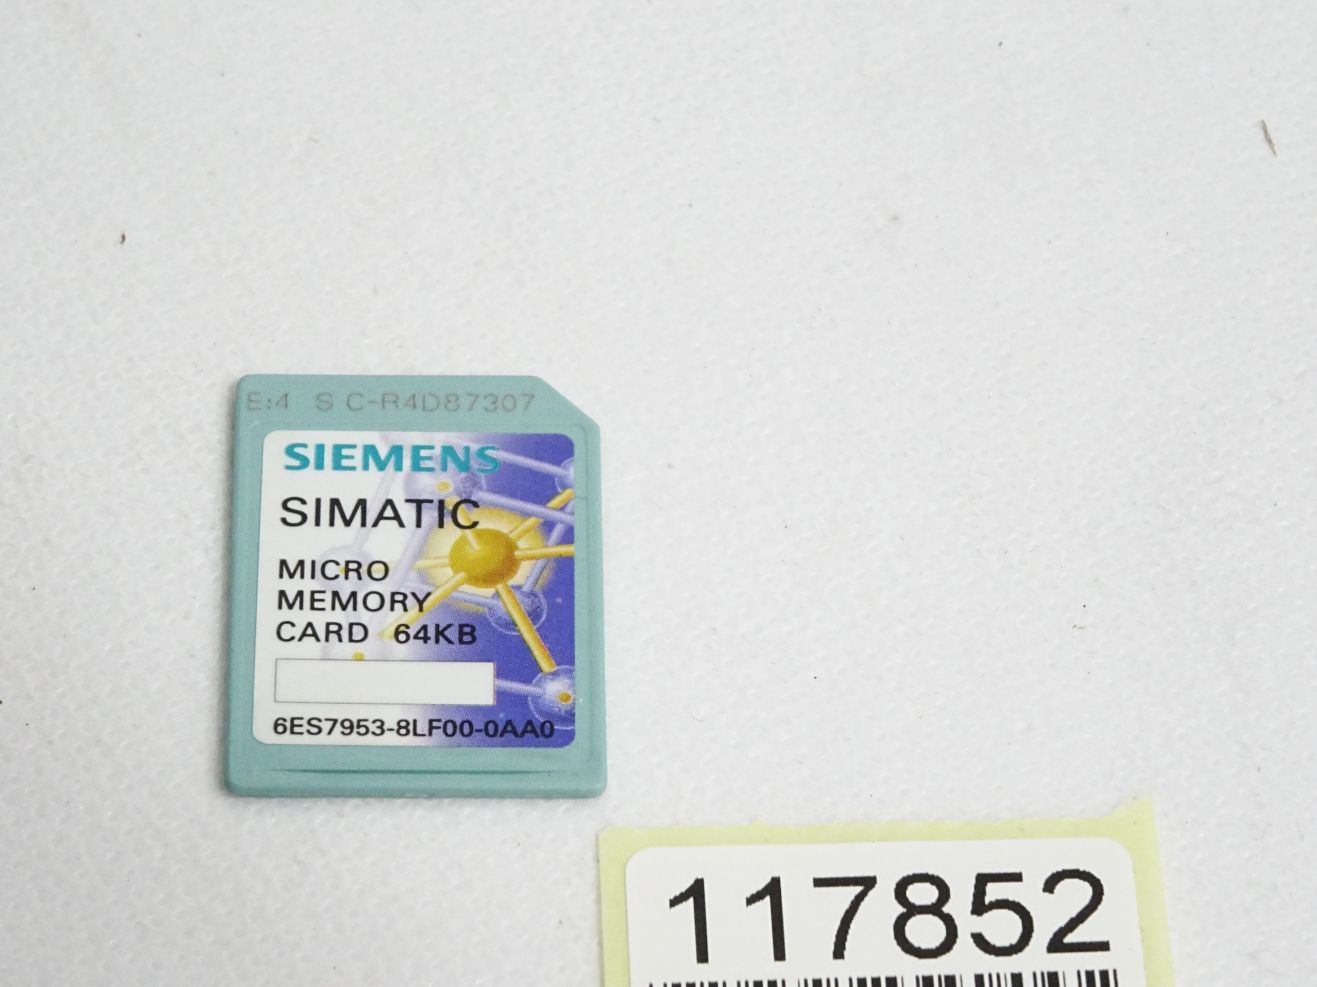 E:4 S C-R4D87307
SIEMENS
SIMATIC
MICRO
MEMORY
CARD 64KB
6ES7953-8LF00-0AA0
117852